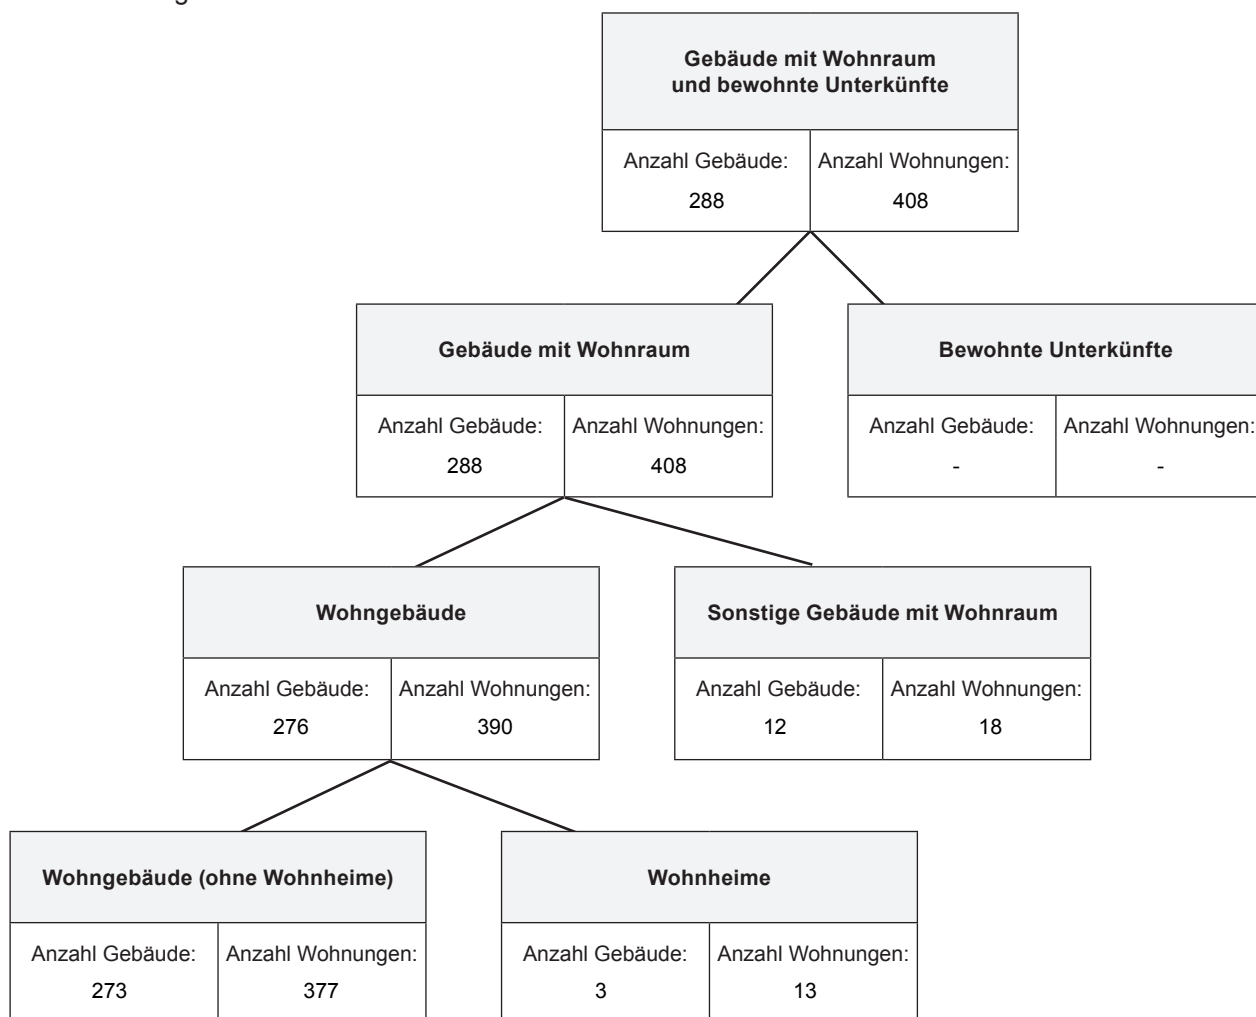 Gebäude mit Wohnraum
und bewohnte Unterkünfte
Anzahl Gebäude: Anzahl Wohnungen:
288 408
Gebäude mit Wohnraum
Bewohnte Unterkünfte
Anzahl Gebäude: Anzahl Wohnungen:
288 408
Anzahl Gebäude: Anzahl Wohnungen:
- -
Wohngebäude
Sonstige Gebäude mit Wohnraum
Anzahl Gebäude: Anzahl Wohnungen:
276 390
Anzahl Gebäude: Anzahl Wohnungen:
12 18
Wohngebäude (ohne Wohnheime)
Wohnheime
Anzahl Gebäude: Anzahl Wohnungen:
273 377
Anzahl Gebäude: Anzahl Wohnungen:
3 13